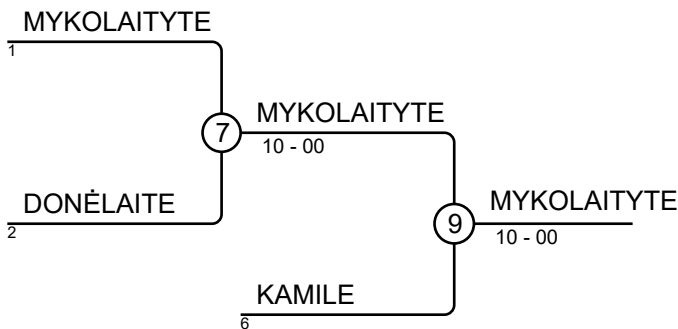 MYKOLAITYTE
1
7
MYKOLAITYTE
10 - 00
DONĖLAITE
2
9
MYKOLAITYTE
10 - 00
KAMILE
6